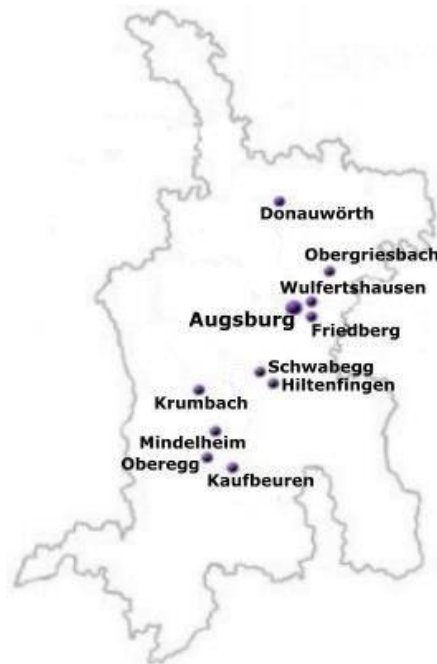 Donauwörth
Obergriesbach
Wulfertshausen
Augsburg
Friedberg
Schwabegg
Hiltenfingen
Krumbach
Mindelheim
Oberegg
Kaufbeuren